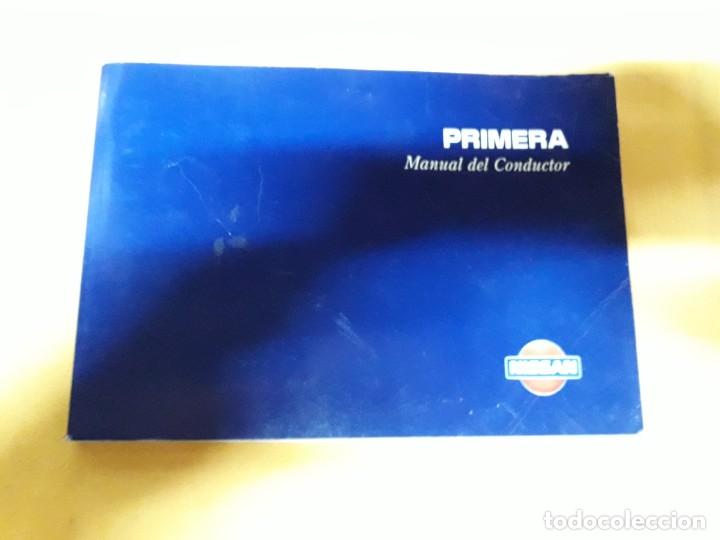 PRIMERA
Manual del Conductor
NISSAN
todocoleccion